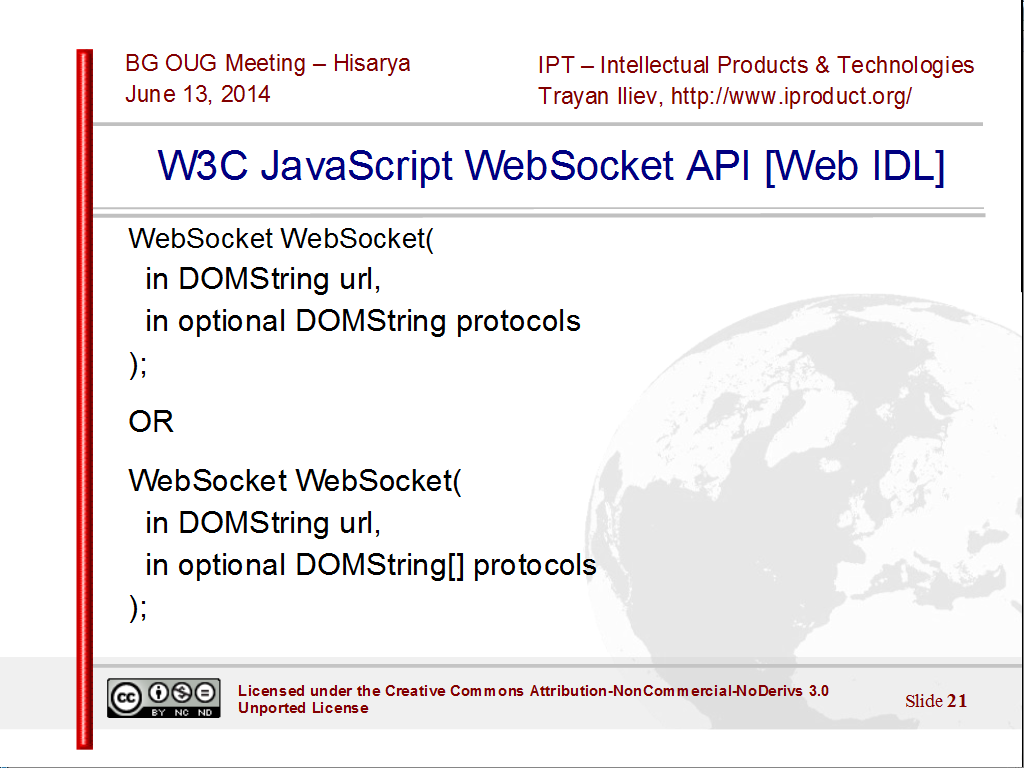 BG OUG Meeting – Hisarya
June 13, 2014
IPT – Intellectual Products & Technologies
Trayan Iliev, http://www.iproduct.org/
W3C JavaScript WebSocket API [Web IDL]
WebSocket WebSocket(
in DOMString url,
in optional DOMString protocols
);
OR
WebSocket WebSocket(
in DOMString url,
in optional DOMString[] protocols
);
cc
BY NC ND
Licensed under the Creative Commons Attribution-NonCommercial-NoDerivs 3.0
Unported License
Slide 21